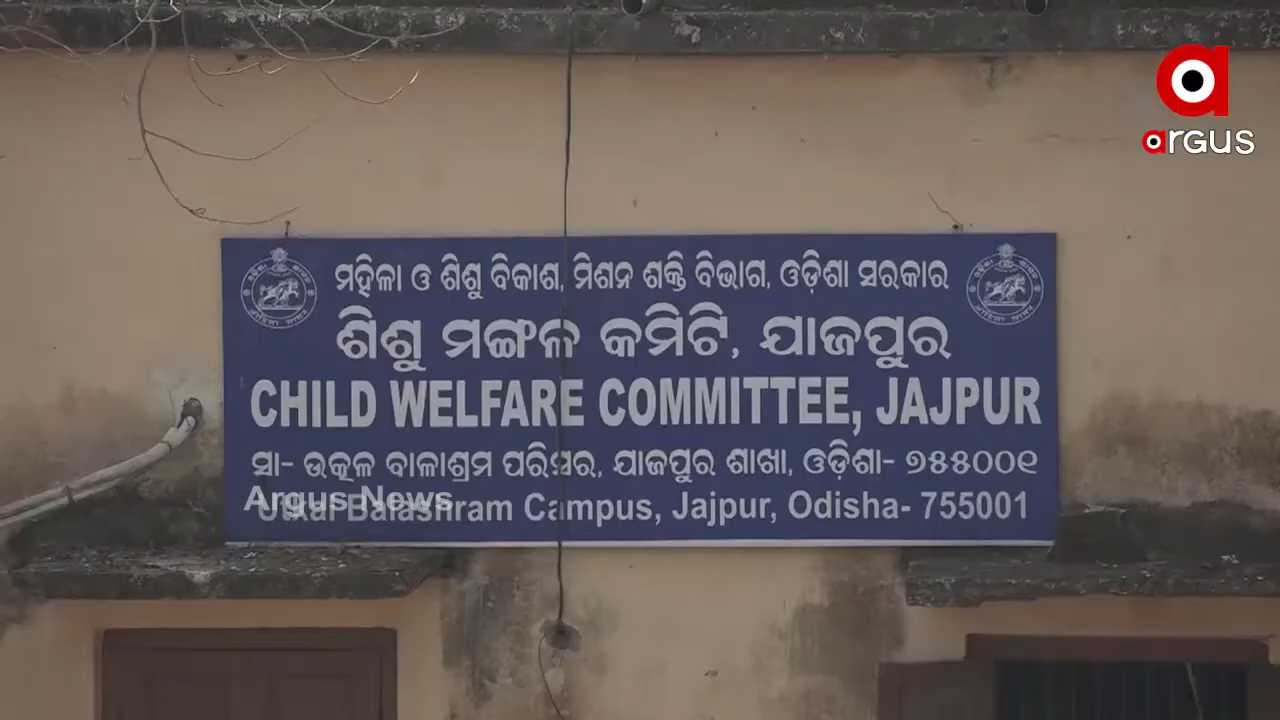 argus
ମହିଳା ଓ ଶିଶୁ ବିକାଶ, ମିଶନ ଶକ୍ତି ବିଭାଗ, ଓଡ଼ିଶା ସରକାର
ଶିଶୁ ମଙ୍ଗଳ କମିଟି, ଯାଜପୁର
CHILD WELFARE COMMITTEE, JAJPUR
ସା- ଉତ୍କଳ ବାଳାଶ୍ରମ ପରିସର, ଯାଜପୁର ଶାଖା, ଓଡ଼ିଶା- ୭୫୫୦୦୧
Argus News
Utkal Balashram Campus, Jajpur, Odisha- 755001